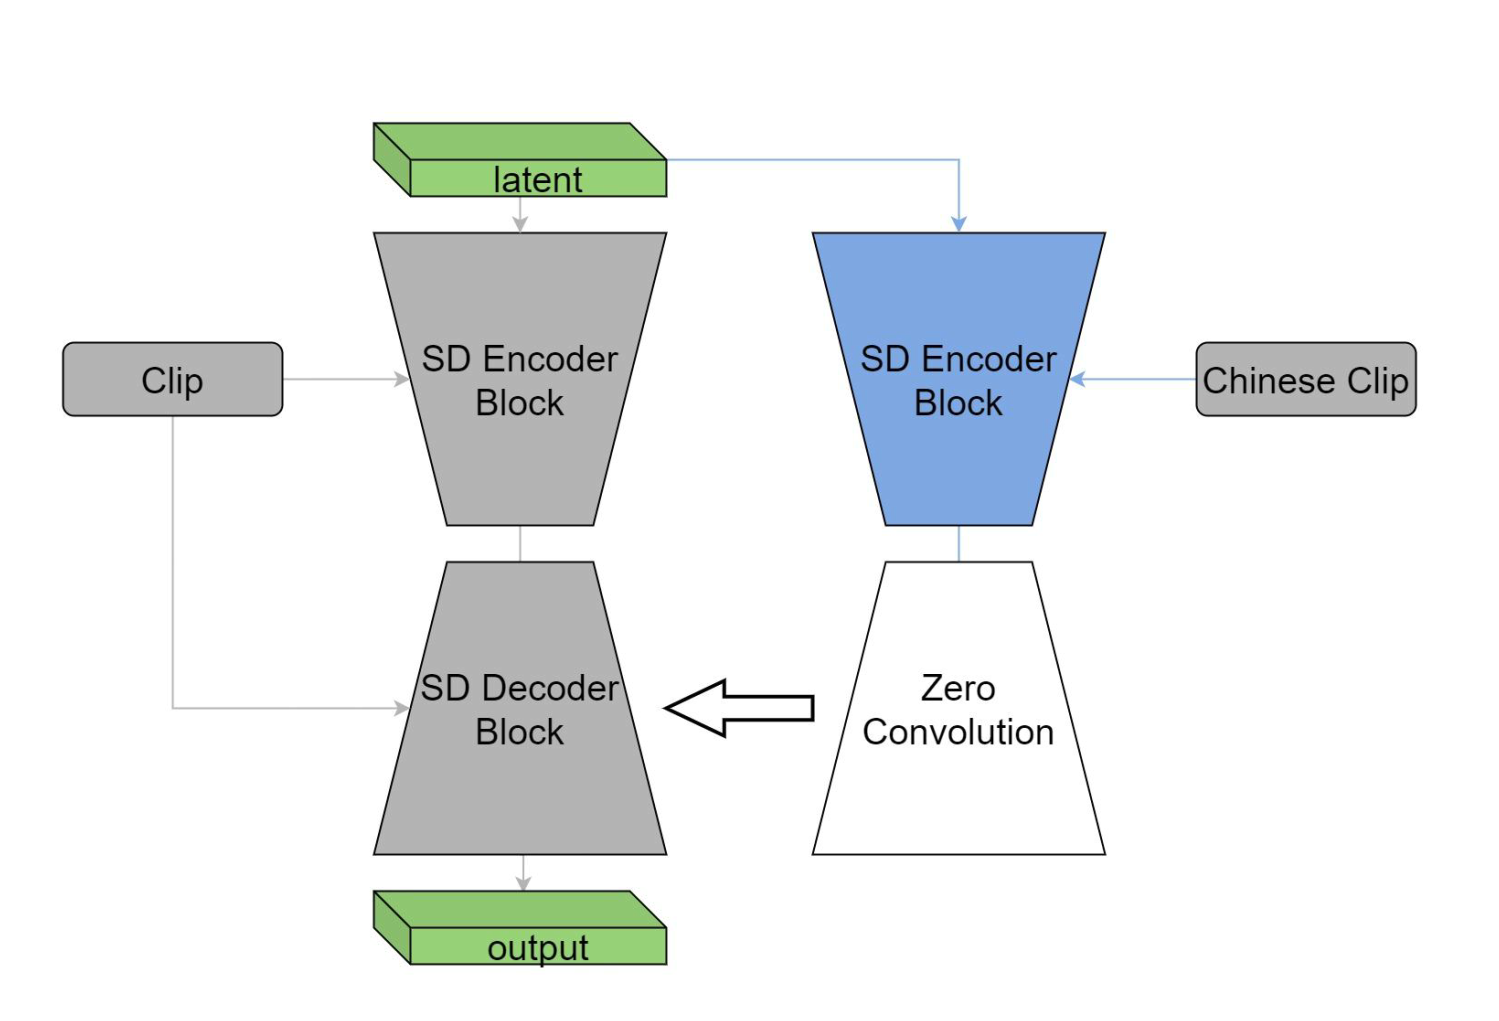 latent
SD Encoder
Block
SD Encoder
Block
Clip
Chinese Clip
SD Decoder
Block
Zero
Convolution
output